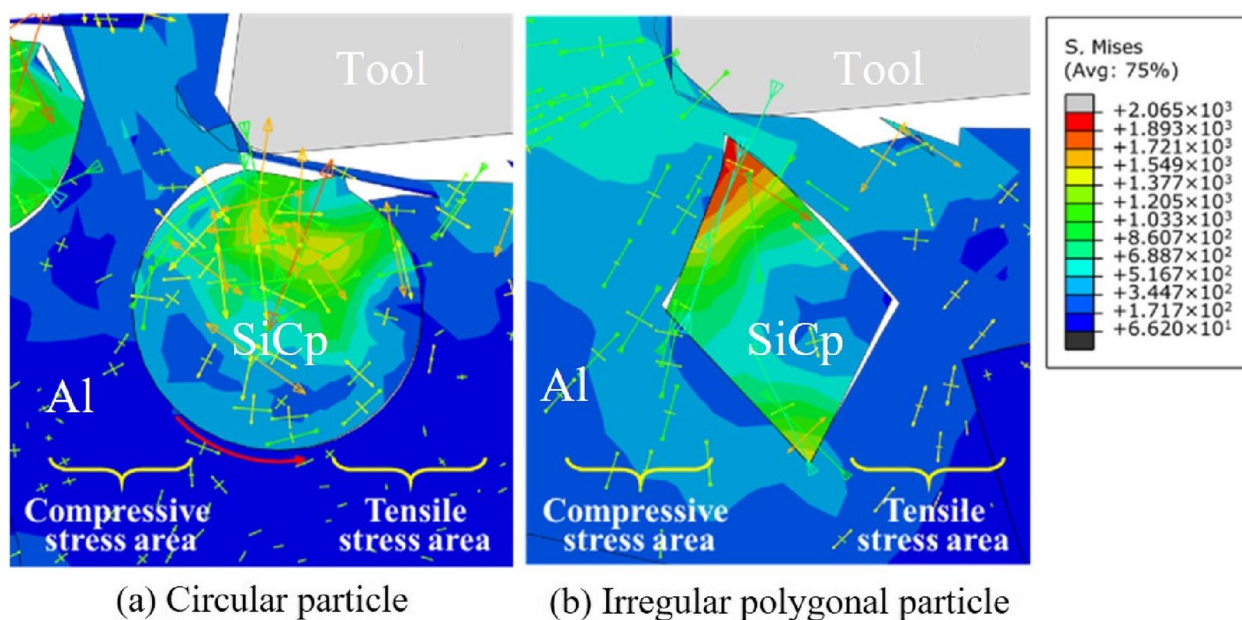 Tool
SiCp
Al
Compressive
stress area
Tensile
stress area
(a) Circular particle
Tool
SiCp
Al
Compressive
stress area
Tensile
stress area
(b) Irregular polygonal particle
S, Mises
(Avg: 75%)
+2.065×10³
+1.893×10³
+1.721×10³
+1.549×10³
+1.377×10³
+1.205×10³
+1.033×10³
+8.607×10²
+6.887×10²
+5.167×10²
+3.447×10²
+1.717×10²
+6.620×10¹